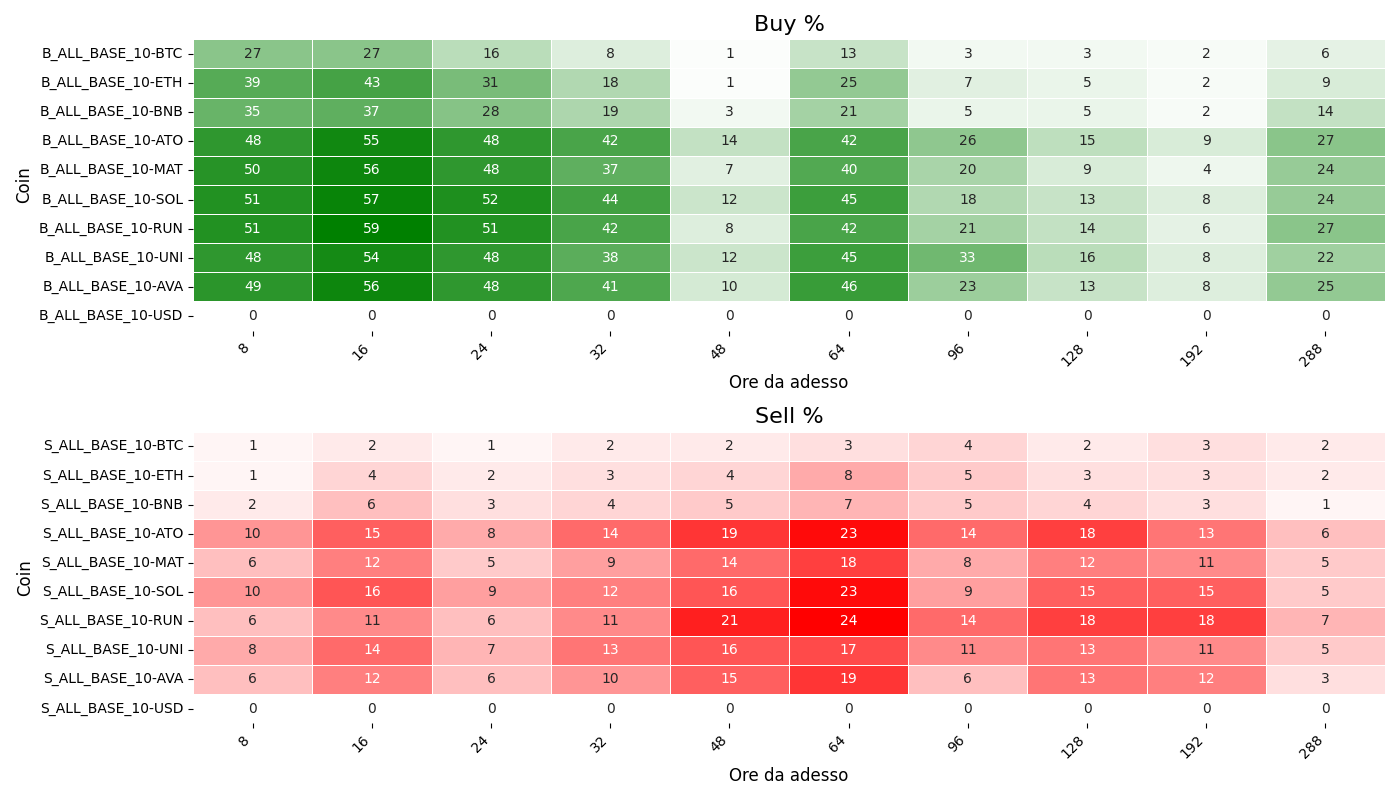 Buy %
Coin
B_ALL_BASE_10-BTC 27 27 16 8 1 13 3 3 2 6
B_ALL_BASE_10-ETH 39 43 31 18 1 25 7 5 2 9
B_ALL_BASE_10-BNB 35 37 28 19 3 21 5 5 2 14
B_ALL_BASE_10-ATO 48 55 48 42 14 42 26 15 9 27
B_ALL_BASE_10-MAT 50 56 48 37 7 40 20 9 4 24
B_ALL_BASE_10-SOL 51 57 52 44 12 45 18 13 8 24
B_ALL_BASE_10-RUN 51 59 51 42 8 42 21 14 6 27
B_ALL_BASE_10-UNI 48 54 48 38 12 45 33 16 8 22
B_ALL_BASE_10-AVA 49 56 48 41 10 46 23 13 8 25
B_ALL_BASE_10-USD 0 0 0 0 0 0 0 0 0 0
8 16 24 32 48 64 96 128 192 288
Ore da adesso
Sell %
Coin
S_ALL_BASE_10-BTC 1 2 1 2 2 3 4 2 3 2
S_ALL_BASE_10-ETH 1 4 2 3 4 8 5 3 3 2
S_ALL_BASE_10-BNB 2 6 3 4 5 7 5 4 3 1
S_ALL_BASE_10-ATO 10 15 8 14 19 23 14 18 13 6
S_ALL_BASE_10-MAT 6 12 5 9 14 18 8 12 11 5
S_ALL_BASE_10-SOL 10 16 9 12 16 23 9 15 15 5
S_ALL_BASE_10-RUN 6 11 6 11 21 24 14 18 18 7
S_ALL_BASE_10-UNI 8 14 7 13 16 17 11 13 11 5
S_ALL_BASE_10-AVA 6 12 6 10 15 19 6 13 12 3
S_ALL_BASE_10-USD 0 0 0 0 0 0 0 0 0 0
8 16 24 32 48 64 96 128 192 288
Ore da adesso